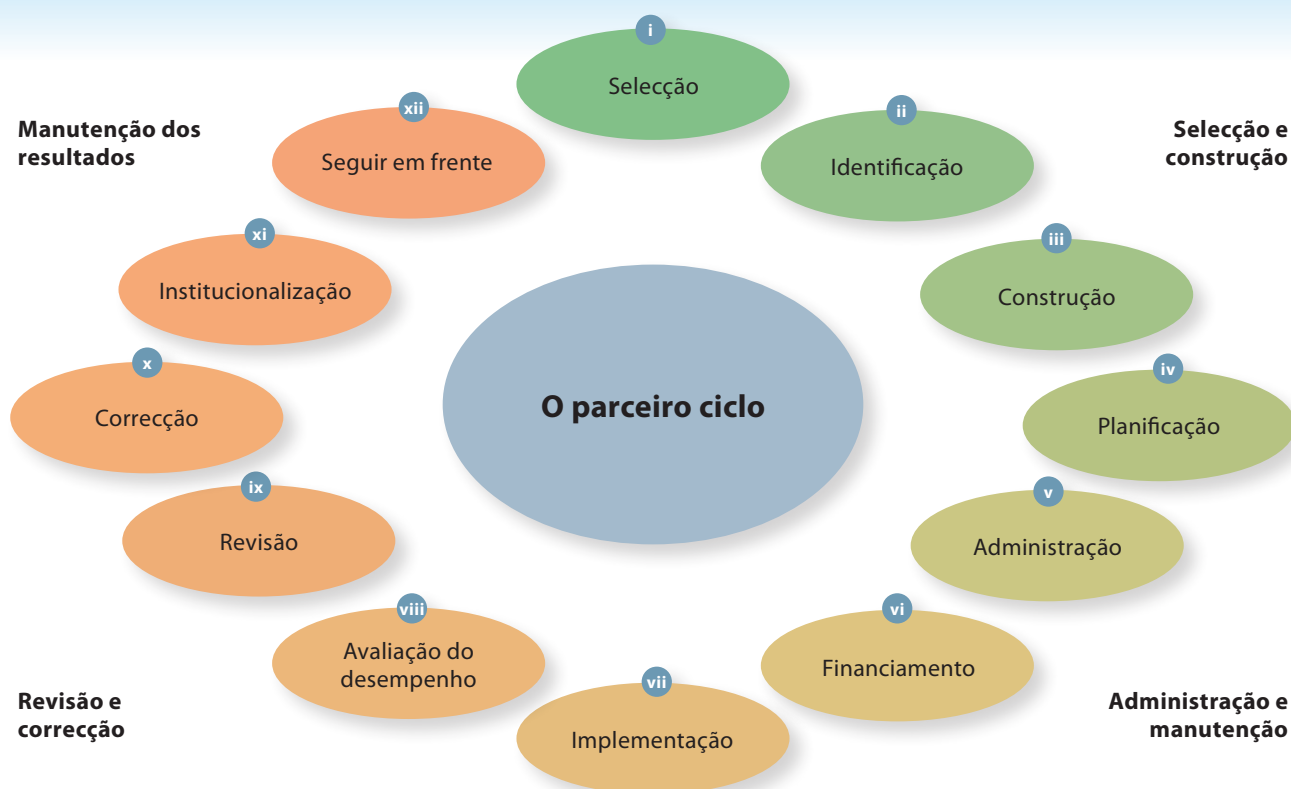 i
Selecção
ii
Identificação
iii
Construção
iv
Planificação
v
Administração
vi
Financiamento
vii
Implementação
viii
Avaliação do
desempenho
ix
Revisão
x
Correcção
xi
Institucionalização
xii
Seguir em frente
O parceiro ciclo
Manutenção dos
resultados
Selecção e
construção
Revisão e
correcção
Administração e
manutenção